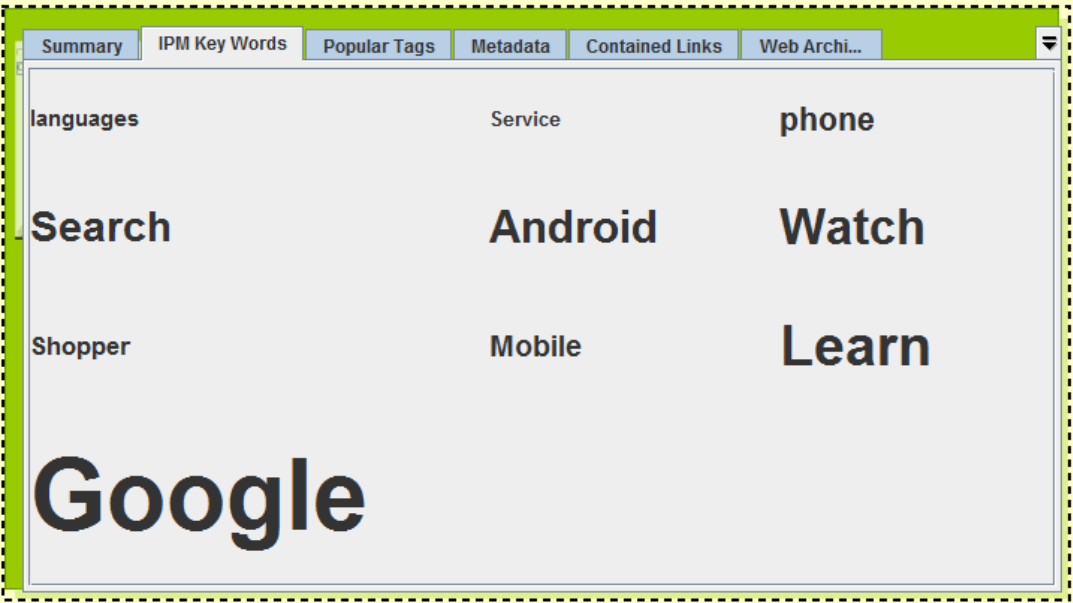 Summary IPM Key Words Popular Tags Metadata Contained Links Web Archi...
languages Service phone
Search Android Watch
Shopper Mobile Learn
Google